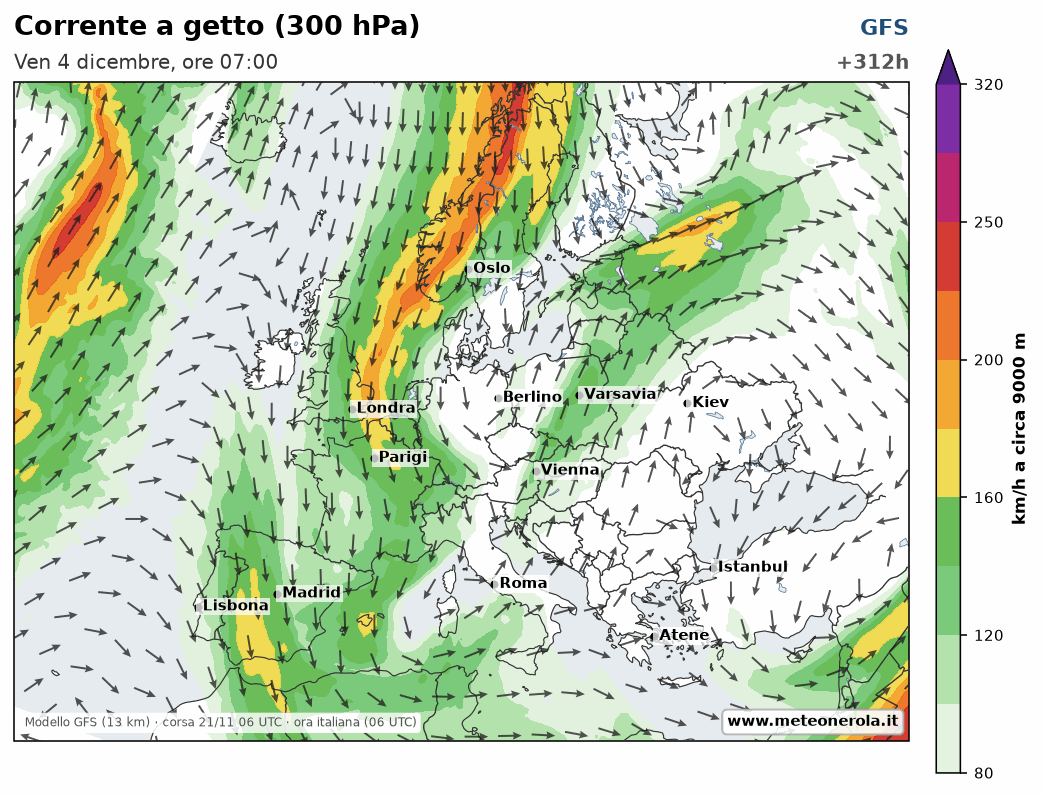 Corrente a getto (300 hPa)
GFS
Ven 4 dicembre, ore 07:00
+312h
320
250
200
160
120
80
km/h a circa 9000 m
Oslo
Berlino
Varsavia
Kiev
Londra
Parigi
Vienna
Istanbul
Roma
Madrid
Lisbona
Atene
Modello GFS (13 km) · corsa 21/11 06 UTC · ora italiana (06 UTC)
www.meteonerola.it